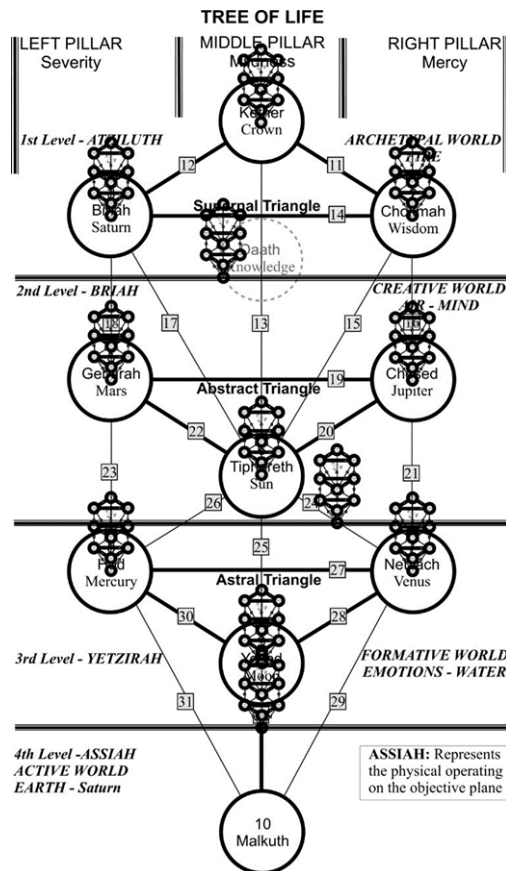 TREE OF LIFE
LEFT PILLAR
Severity
MIDDLE PILLAR
RIGHT PILLAR
Mercy
Crown
1st Level -
ARCHETYPAL WORLD
12
11
Supernal Triangle
14
Saturn
Wisdom
Daath
Knowledge
2nd Level - BRIAH
CREATIVE WORLD
AIR - MIND
18
17
13
15
16
Mars
19
Jupiter
Abstract Triangle
22
20
Sun
23
21
26
24
25
Mercury
27
Venus
Astral Triangle
30
28
3rd Level - YETZIRAH
FORMATIVE WORLD
EMOTIONS - WATER
31
29
4th Level -ASSIAH
ACTIVE WORLD
EARTH - Saturn
ASSIAH: Represents
the physical operating
on the objective plane
10
Malkuth